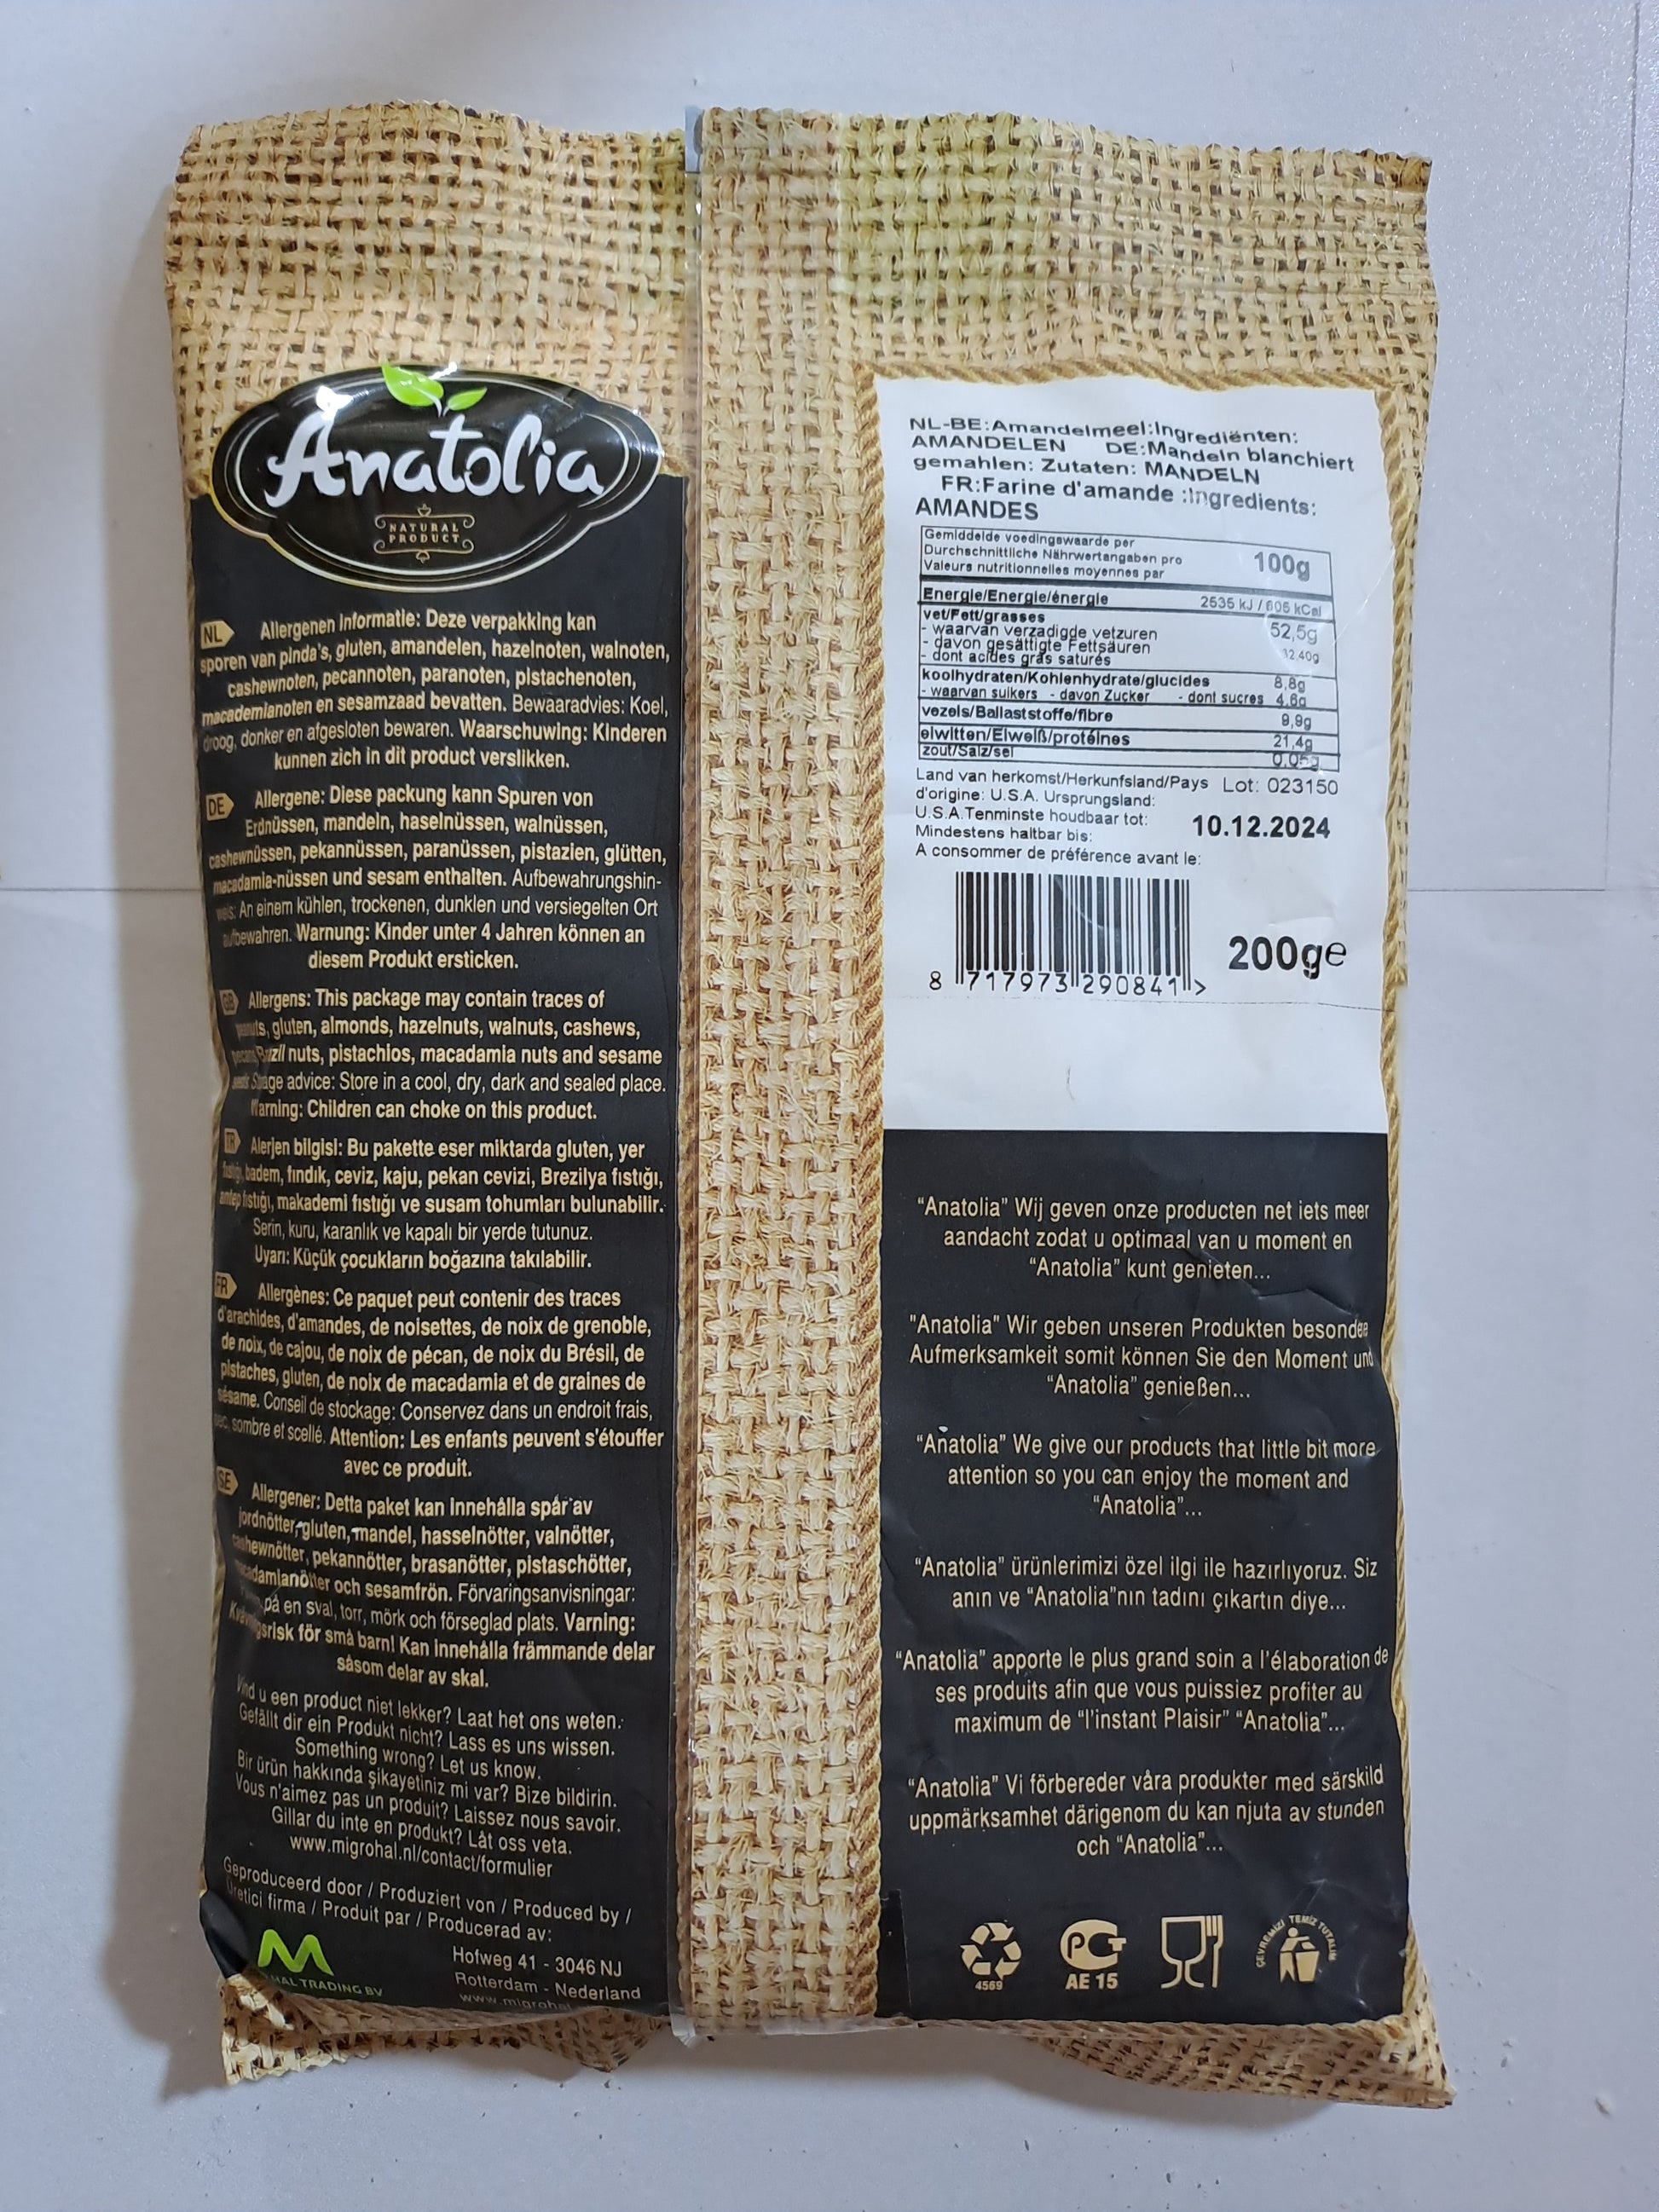 Anatolia
NATURAL
PRODUCT
NL Allergenen Informatie: Deze verpakking kan
sporen van pinda's, gluten, amandelen, hazelnoten, walnoten,
cashewnoten, pecannoten, paranoten, pistachenoten,
macademianoten en sesamzaad bevatten. Bewaaradvies: Koel,
droog, donker en afgesloten bewaren. Waarschuwing: Kinderen
kunnen zich in dit product verslikken.
DE Allergene: Diese packung kann Spuren von
Erdnüssen, mandeln, haselnüssen, walnüssen,
cashewnüssen, pekannüssen, paranüssen, pistazien, glütten,
macadamia-nüssen und sesam enthalten. Aufbewahrungshin-
weis: An einem kühlen, trockenen, dunklen und versiegelten Ort
aufbewahren. Warnung: Kinder unter 4 Jahren können an
diesem Produkt ersticken.
GB Allergens: This package may contain traces of
peanuts, gluten, almonds, hazelnuts, walnuts, cashews,
pecans, Brazil nuts, pistachios, macadamia nuts and sesame
advice: Store in a cool, dry, dark and sealed place.
Warning: Children can choke on this product.
TR Alerjen bilgisi: Bu pakette eser miktarda gluten, yer
fıstığı, badem, fındık, ceviz, kaju, pekan cevizi, Brezilya fıstığı,
antep fıstığı, makademi fıstığı ve susam tohumları bulunabilir.
Serin, kuru, karanlık ve kapalı bir yerde tutunuz.
Uyarı: Küçük çocukların boğazına takılabilir.
FR Allergènes: Ce paquet peut contenir des traces
d'arachides, d'amandes, de noisettes, de noix de grenoble,
de noix, de cajou, de noix de pécan, de noix du Brésil, de
pistaches, gluten, de noix de macadamia et de graines de
sésame. Conseil de stockage: Conservez dans un endroit frais,
sec, sombre et scellé. Attention: Les enfants peuvent s'étouffer
avec ce produit.
SE Allergener: Detta paket kan innehålla spår av
jordnötter, gluten, mandel, hasselnötter, valnötter,
cashewnötter, pekannötter, brasanötter, pistaschötter,
macadamianötter och sesamfrön. Förvaringsanvisningar:
på en sval, torr, mörk och förseglad plats. Varning:
Kvävningsrisk för små barn! Kan innehålla främmande delar
såsom delar av skal.
Vind u een product niet lekker? Laat het ons weten.
Gefällt dir ein Produkt nicht? Lass es uns wissen.
Something wrong? Let us know.
Bir ürün hakkında şikayetiniz mi var? Bize bildirin.
Vous n'aimez pas un produit? Laissez nous savoir.
Gillar du inte en produkt? Låt oss veta.
www.migrohal.nl/contact/formulier
Geproduceerd door / Produziert von / Produced by /
Üretici firma / Produit par / Producerad av:
HAL TRADING BV
Hofweg 41 - 3046 NJ
Rotterdam - Nederland
www.migrohal
NL-BE:Amandelmeel:Ingrediënten:
AMANDELEN DE:Mandeln blanchiert
gemahlen: Zutaten: MANDELN
FR:Farine d'amande :Ingredients:
AMANDES
Gemiddelde voedingswaarde per
Durchschnittliche Nährwertangaben pro
Valeurs nutritionnelles moyennes par 100g
Energie/Energie/énergie 2535 kJ / 605 kCal
vet/Fett/grasses 52,5g
- waarvan verzadigde vetzuren
- davon gesättigte Fettsäuren 12.40g
- dont acides gras saturés
koolhydraten/Kohlenhydrate/glucides 8,8g
- waarvan suikers - davon Zucker - dont sucres 4,6g
vezels/Ballaststoffe/fibre 9,9g
eiwitten/Eiweiß/protéines 21,4g
zout/Salz/sel 0,05g
Land van herkomst/Herkunfsland/Pays Lot: 023150
d'origine: U.S.A. Ursprungsland:
U.S.A.Tenminste houdbaar tot: 10.12.2024
Mindestens haltbar bis:
A consommer de préférence avant le:
8 717973 290841 >
200ge
“Anatolia” Wij geven onze producten net iets meer
aandacht zodat u optimaal van u moment en
“Anatolia” kunt genieten...
"Anatolia" Wir geben unseren Produkten besondere
Aufmerksamkeit somit können Sie den Moment und
“Anatolia” genießen...
“Anatolia” We give our products that little bit more
attention so you can enjoy the moment and
“Anatolia”...
“Anatolia” ürünlerimizi özel ilgi ile hazırlıyoruz. Siz
anın ve “Anatolia”nın tadını çıkartın diye...
“Anatolia” apporte le plus grand soin a l'élaboration de
ses produits afin que vous puissiez profiter au
maximum de “l'instant Plaisir” “Anatolia”...
“Anatolia” Vi förbereder våra produkter med särskild
uppmärksamhet därigenom du kan njuta av stunden
och “Anatolia”...
4569
PG
AE 15
ÇEVREMİZİ TEMİZ TUTALIM